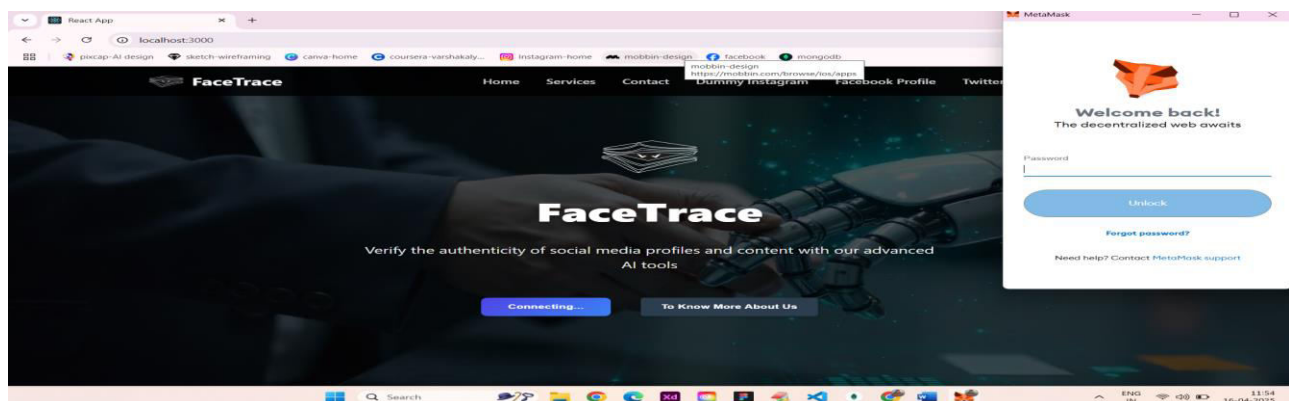 React App
MetaMask
localhost:3000
pixcap-AI design
sketch-wireframing
canva-home
coursera-varshakaly...
Instagram-home
mobbin-design
facebook
mongodb
mobbin-design
https://mobbin.com/browse/ios/apps
FaceTrace
Home Services Contact Dummy Instagram Facebook Profile Twitter
Welcome back!
The decentralized web awaits
Password
Unlock
Forgot password?
Need help? Contact MetaMask support
FaceTrace
Verify the authenticity of social media profiles and content with our advanced
AI tools
Connecting...
To Know More About Us
Search
ENG
IN
11:54
16-04-2025